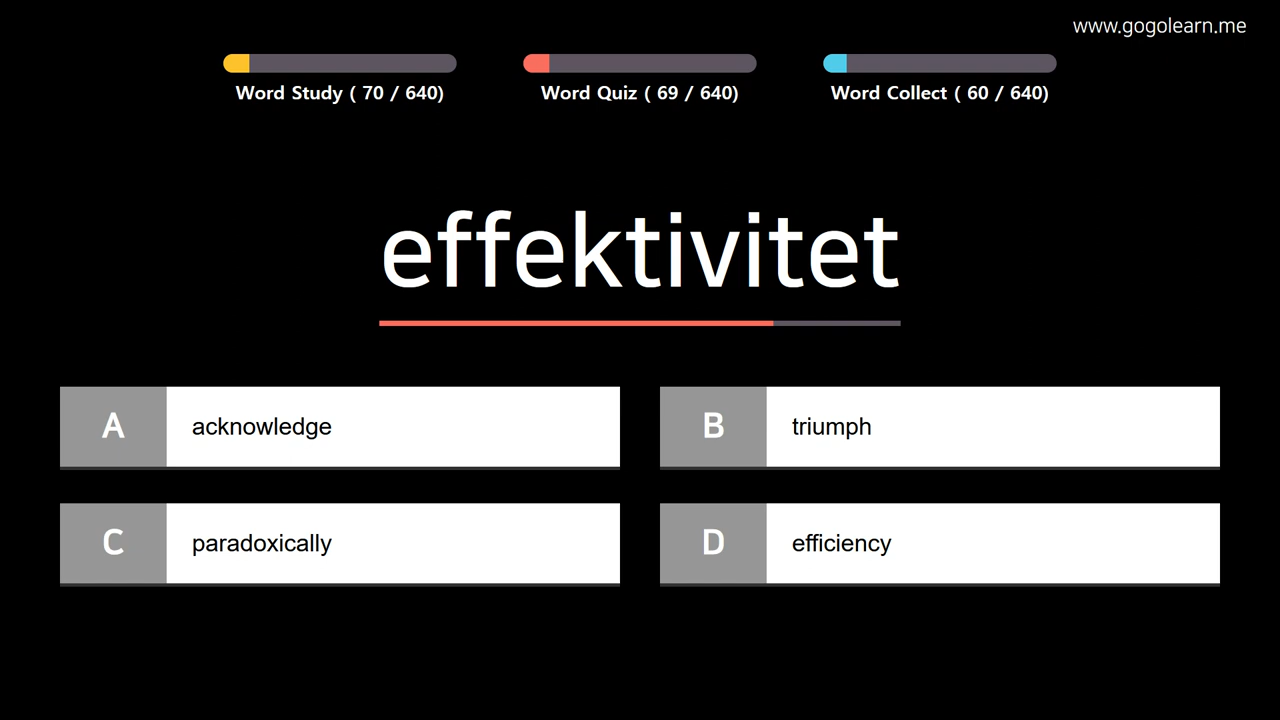 www.gogolearn.me
Word Study ( 70 / 640)
Word Quiz ( 69 / 640)
Word Collect ( 60 / 640)
effektivitet
A acknowledge
B triumph
C paradoxically
D efficiency